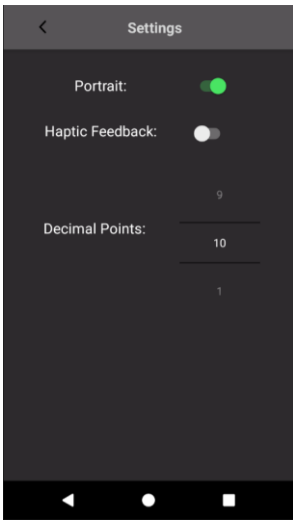 Settings
Portrait:
Haptic Feedback:
9
Decimal Points:
10
1